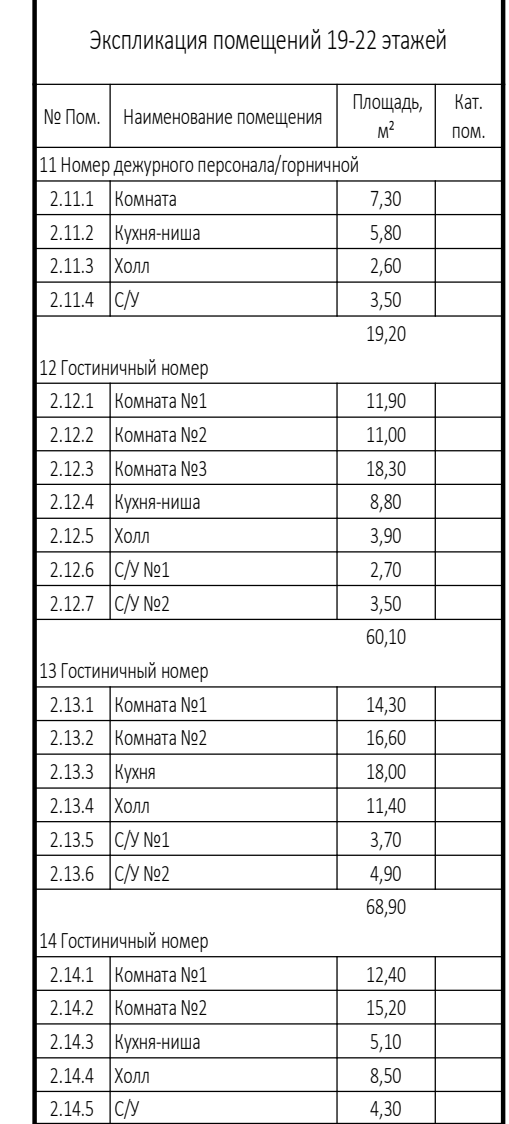 Экспликация помещений 19-22 этажей
№ Пом. Наименование помещения Площадь, м² Кат. пом.
11 Номер дежурного персонала/горничной
2.11.1 Комната 7,30
2.11.2 Кухня-ниша 5,80
2.11.3 Холл 2,60
2.11.4 С/У 3,50
19,20
12 Гостиничный номер
2.12.1 Комната №1 11,90
2.12.2 Комната №2 11,00
2.12.3 Комната №3 18,30
2.12.4 Кухня-ниша 8,80
2.12.5 Холл 3,90
2.12.6 С/У №1 2,70
2.12.7 С/У №2 3,50
60,10
13 Гостиничный номер
2.13.1 Комната №1 14,30
2.13.2 Комната №2 16,60
2.13.3 Кухня 18,00
2.13.4 Холл 11,40
2.13.5 С/У №1 3,70
2.13.6 С/У №2 4,90
68,90
14 Гостиничный номер
2.14.1 Комната №1 12,40
2.14.2 Комната №2 15,20
2.14.3 Кухня-ниша 5,10
2.14.4 Холл 8,50
2.14.5 С/У 4,30